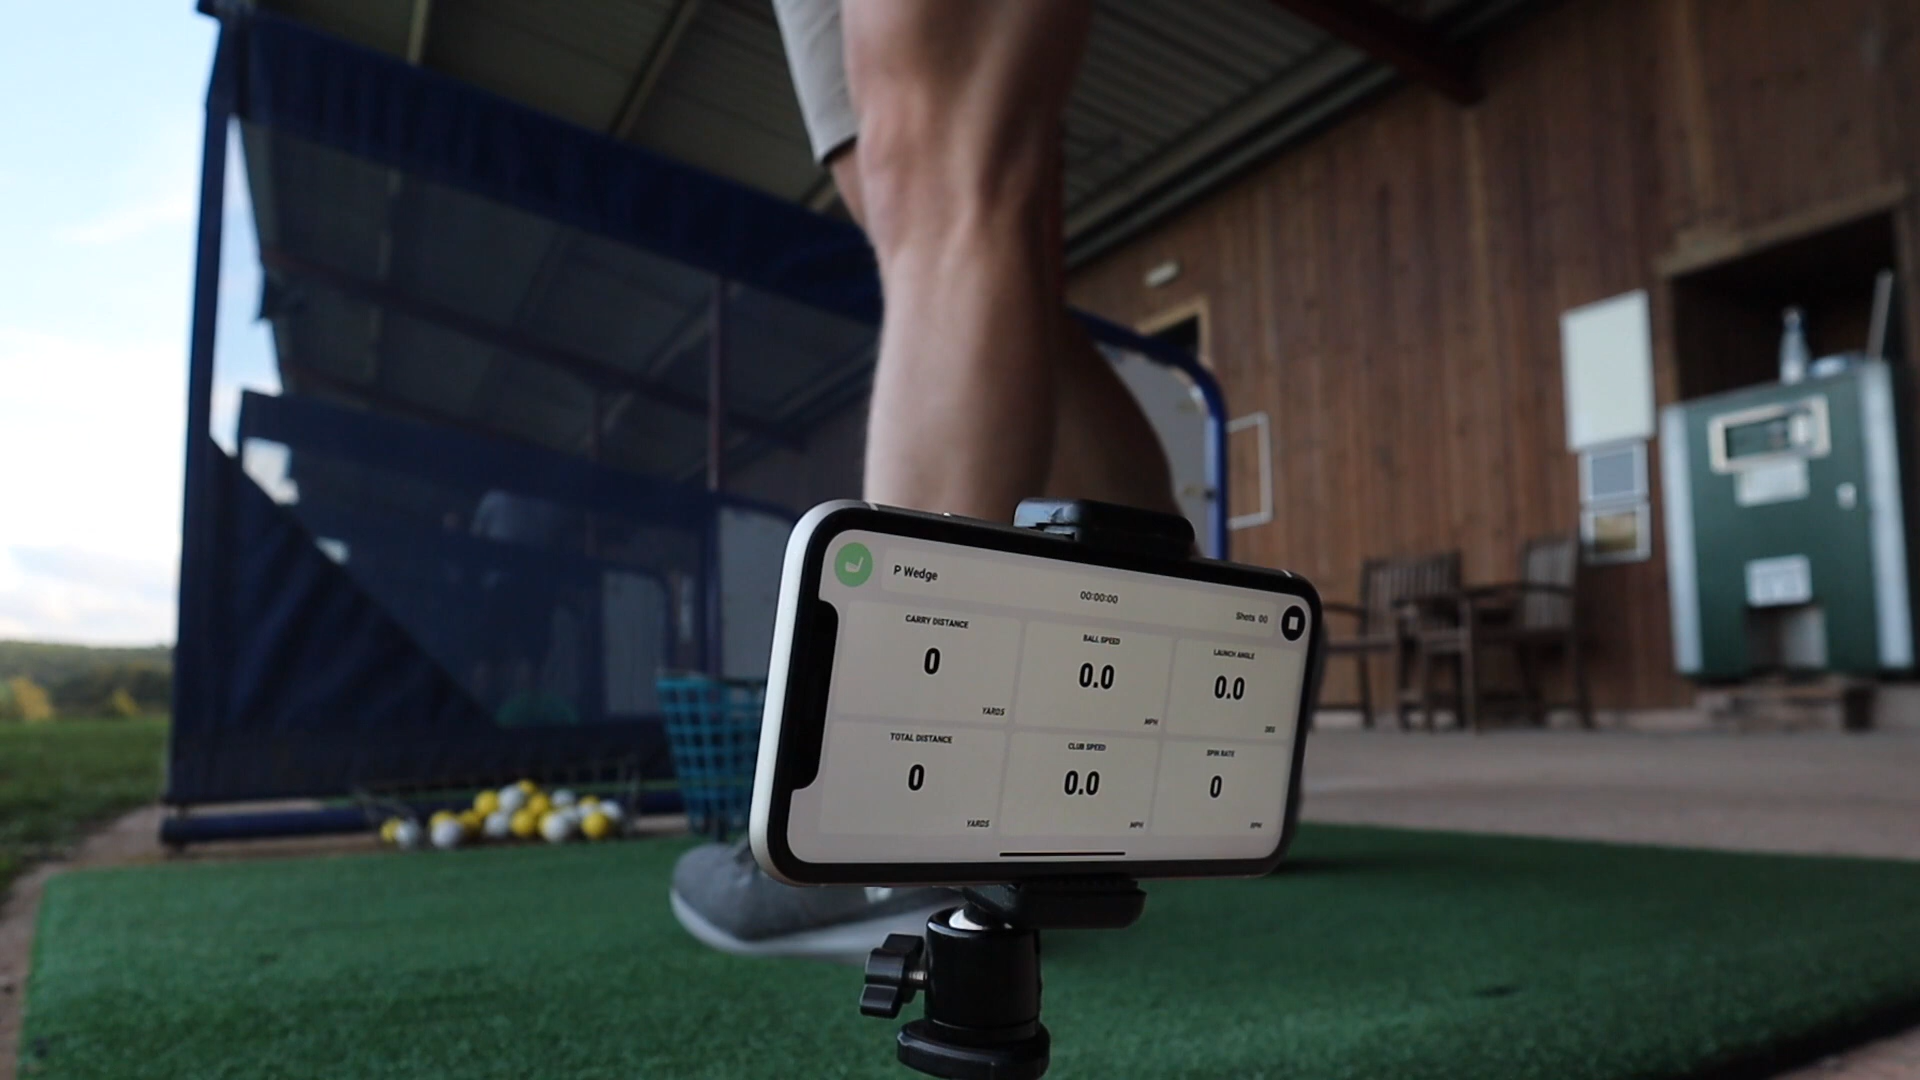 P Wedge
00:00:00
Shots 00
CARRY DISTANCE
0
YARDS
BALL SPEED
0.0
MPH
LAUNCH ANGLE
0.0
DEG
TOTAL DISTANCE
0
YARDS
CLUB SPEED
0.0
MPH
SPIN RATE
0
RPM